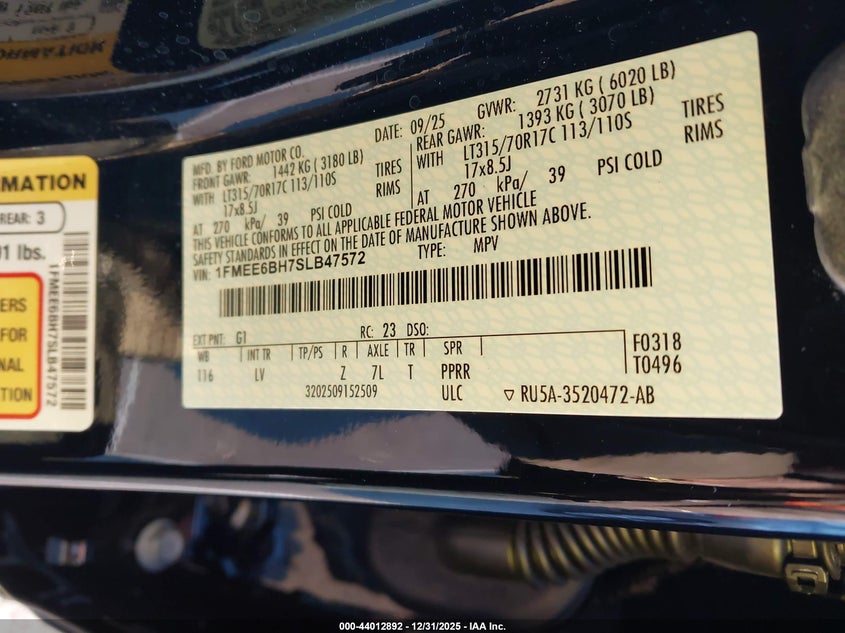 MFD. BY FORD MOTOR CO.
DATE: 09/25
GVWR: 2731 KG ( 6020 LB)
FRONT GAWR: 1442 KG ( 3180 LB)
REAR GAWR: 1393 KG ( 3070 LB)
WITH LT315/70R17C 113/110S TIRES
WITH LT315/70R17C 113/110S TIRES
17x8.5J RIMS
17x8.5J RIMS
AT 270 kPa/ 39 PSI COLD
AT 270 kPa/ 39 PSI COLD
THIS VEHICLE CONFORMS TO ALL APPLICABLE FEDERAL MOTOR VEHICLE
SAFETY STANDARDS IN EFFECT ON THE DATE OF MANUFACTURE SHOWN ABOVE.
VIN: 1FMEE6BH7SLB47572
TYPE: MPV
EXT PNT: G1
RC: 23 DSO:
WB INT TR TP/PS R AXLE TR SPR
116 LV Z 7L T PPRR
3202509152509
ULC
F0318
T0496
RU5A-3520472-AB
MATION
REAR: 3
1 lbs.
ERS
FOR
NAL
TION
1FMEE6BH7SLB47572
000-44012892 - 12/31/2025 - IAA Inc.